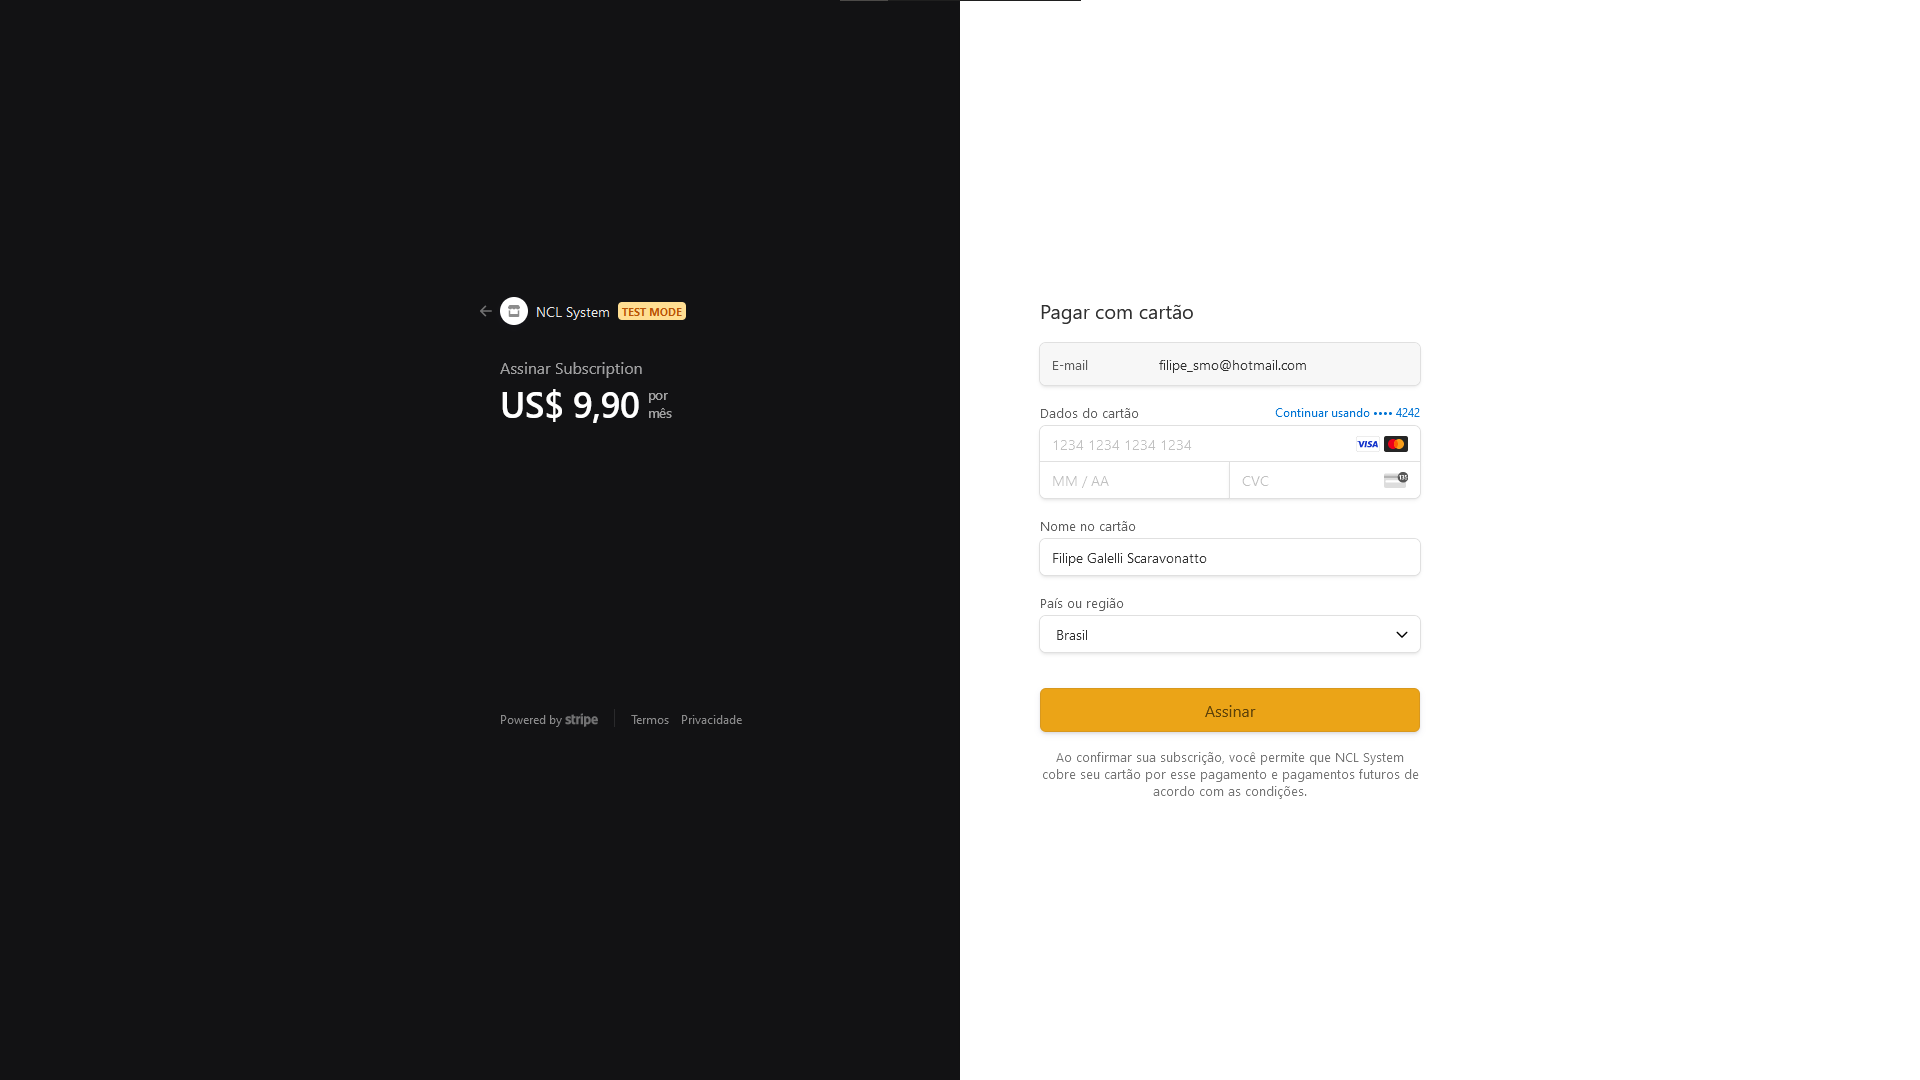 NCL System TEST MODE
Assinar Subscription
US$ 9,90 por
mês
Powered by stripe Termos Privacidade
Pagar com cartão
E-mail filipe_smo@hotmail.com
Dados do cartão Continuar usando •••• 4242
1234 1234 1234 1234 VISA
MM / AA CVC
Nome no cartão
Filipe Galelli Scaravonatto
País ou região
Brasil
Assinar
Ao confirmar sua subscrição, você permite que NCL System
cobre seu cartão por esse pagamento e pagamentos futuros de
acordo com as condições.